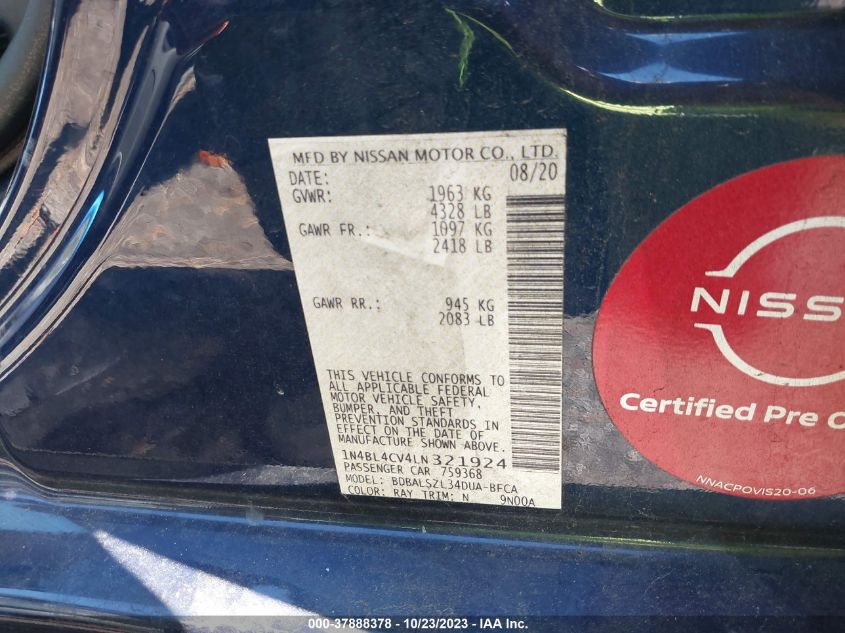 MFD BY NISSAN MOTOR CO., LTD.
DATE: 08/20
GVWR: 1963 KG
4328 LB
GAWR FR.: 1097 KG
2418 LB
GAWR RR.: 945 KG
2083 LB
THIS VEHICLE CONFORMS TO
ALL APPLICABLE FEDERAL
MOTOR VEHICLE SAFETY,
BUMPER, AND THEFT
PREVENTION STANDARDS IN
EFFECT ON THE DATE OF
MANUFACTURE SHOWN ABOVE.
1N4BL4CV4LN321924
PASSENGER CAR 759368
MODEL: BDBALSZL34DUA-BFCA
COLOR: RAY TRIM: N 9N00A
NISS
Certified Pre O
NNACPOVIS20-06
000-37888378 - 10/23/2023 - IAA Inc.